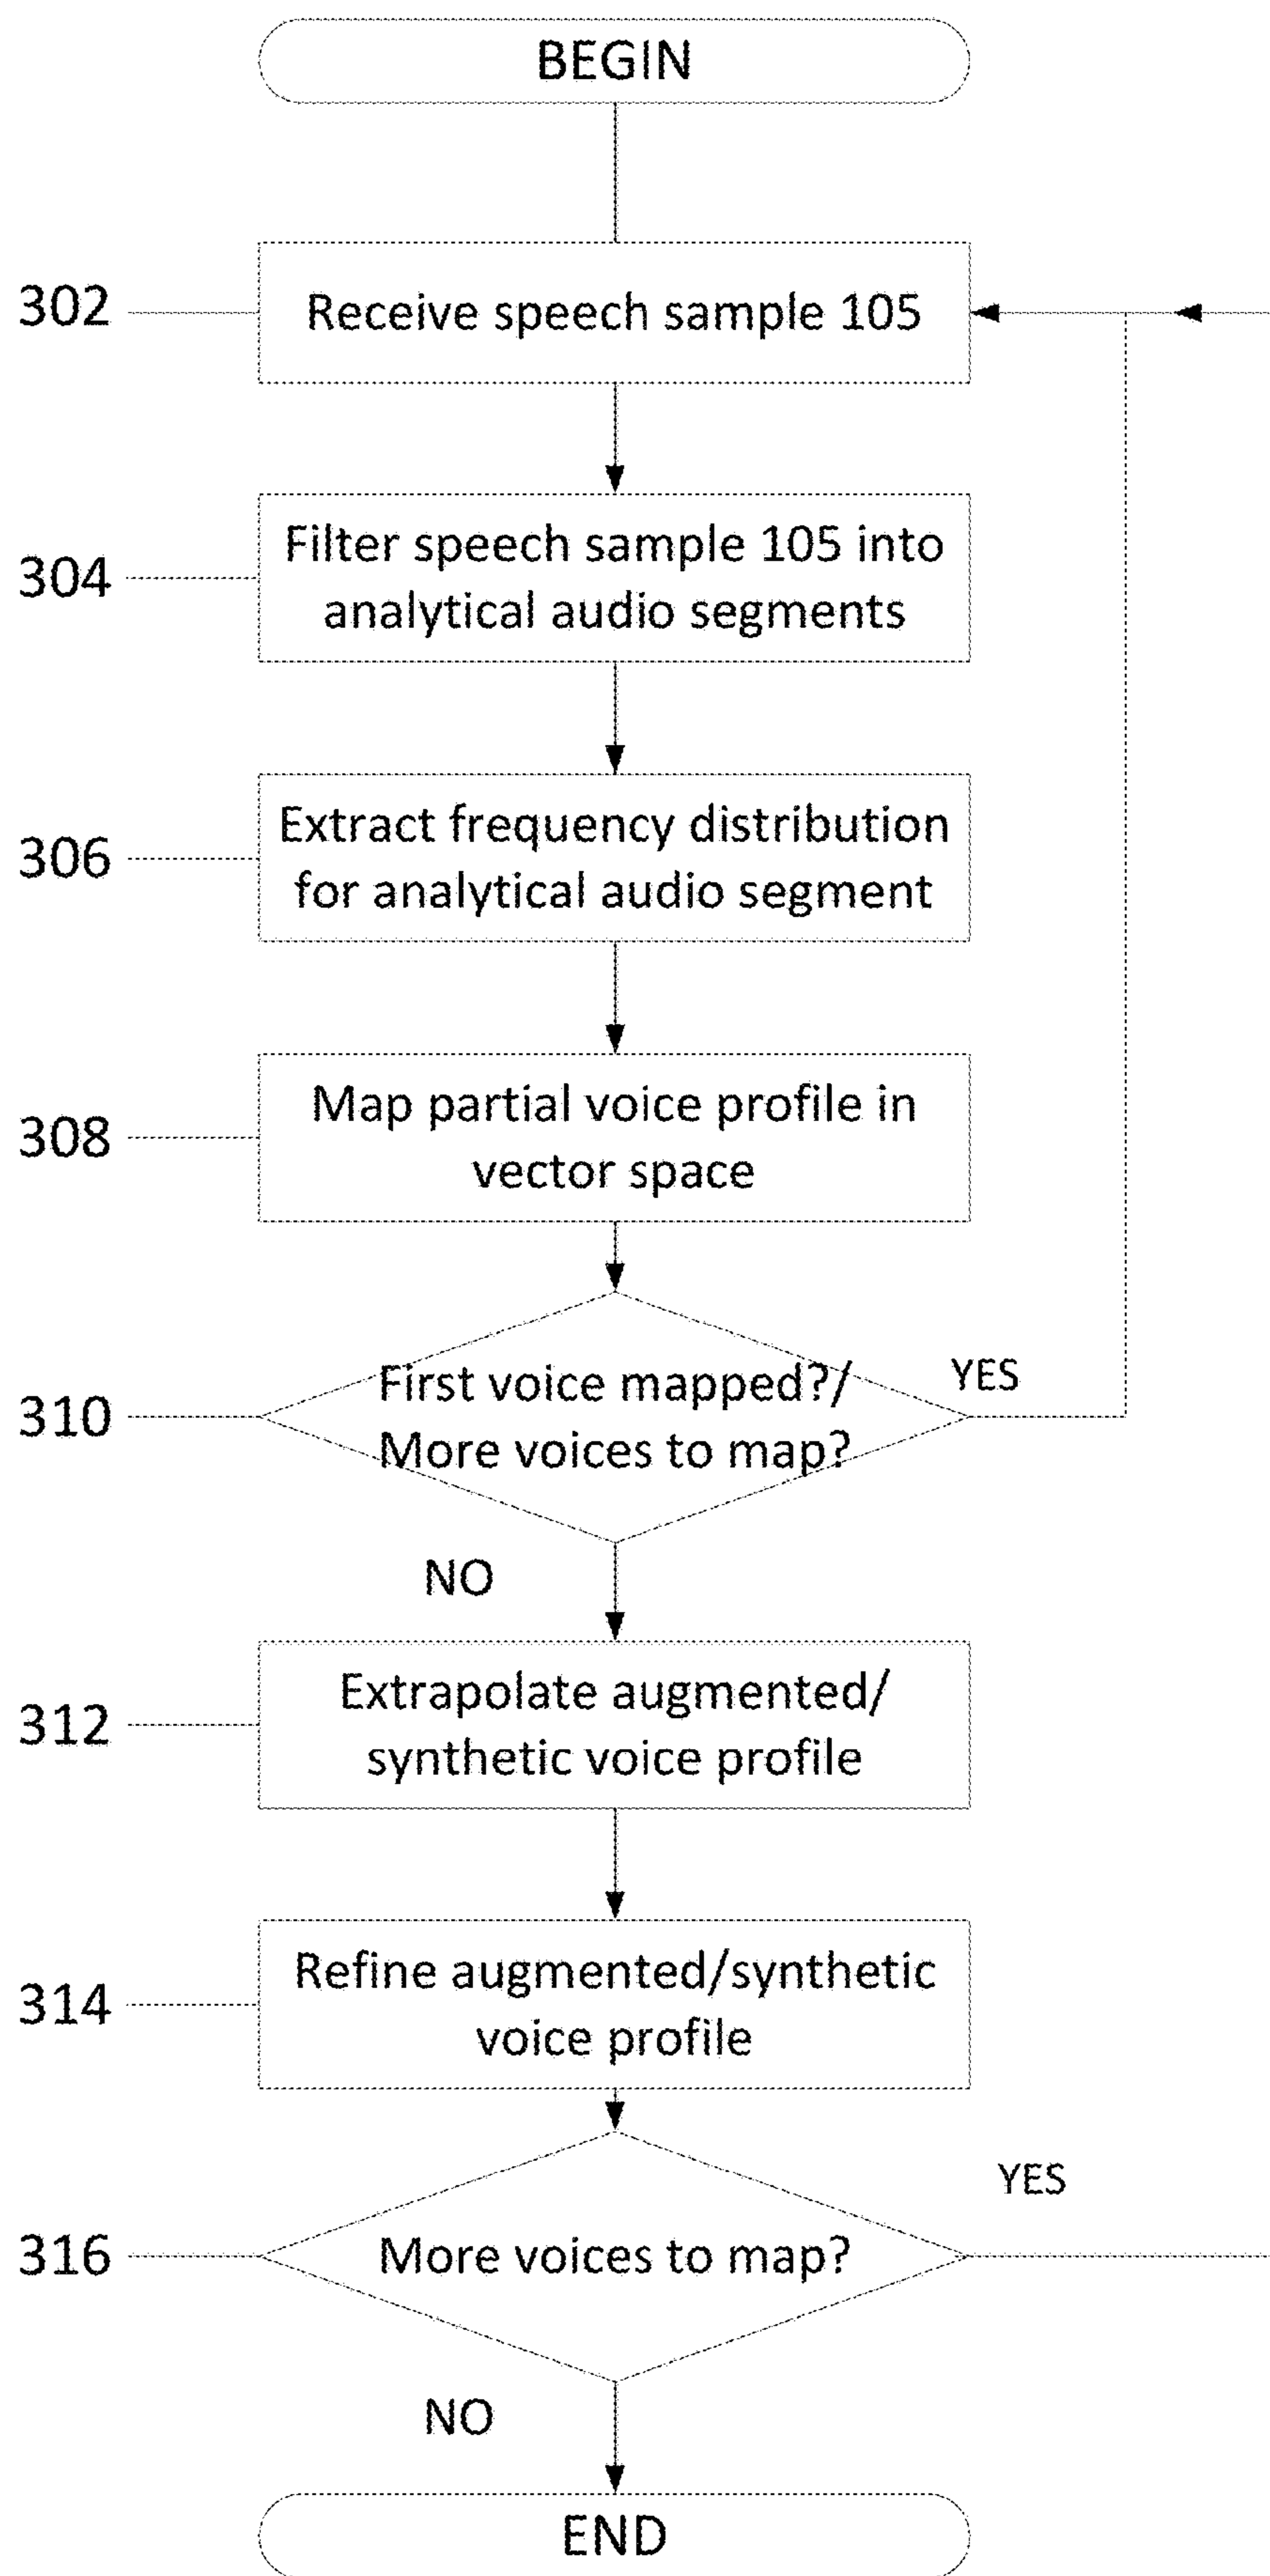 BEGIN
302
Receive speech sample 105
304
Filter speech sample 105 into
analytical audio segments
306
Extract frequency distribution
for analytical audio segment
308
Map partial voice profile in
vector space
310
First voice mapped?/
More voices to map?
YES
NO
312
Extrapolate augmented/
synthetic voice profile
314
Refine augmented/synthetic
voice profile
316
More voices to map?
YES
NO
END